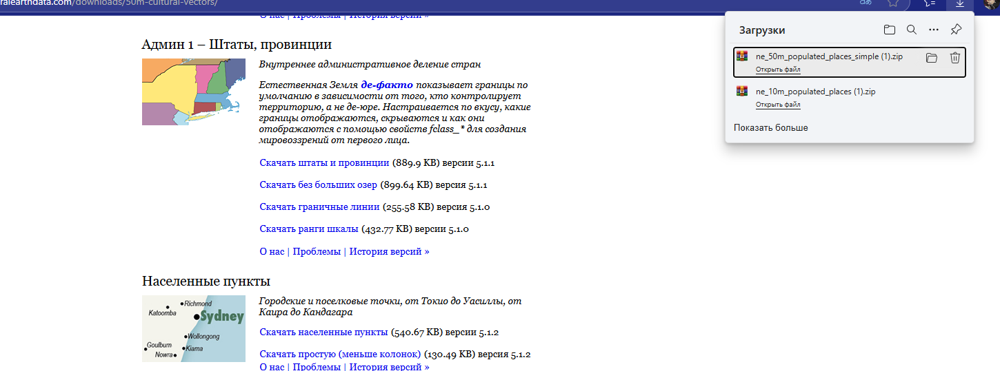 ralearthdata.com/downloads/50m-cultural-vectors/
О нас | Проблемы | История версий »
Админ 1 – Штаты, провинции
Внутреннее административное деление стран
Естественная Земля де-факто показывает границы по
умолчанию в зависимости от того, кто контролирует
территорию, а не де-юре. Настраивается по вкусу, какие
границы отображаются, скрываются и как они
отображаются с помощью свойств fclass_* для создания
мировоззрений от первого лица.
Скачать штаты и провинции (889.9 KB) версии 5.1.1
Скачать без больших озер (899.64 KB) версия 5.1.1
Скачать граничные линии (255.58 KB) версия 5.1.0
Скачать ранги шкалы (432.77 KB) версии 5.1.0
О нас | Проблемы | История версий »
Населенные пункты
Richmond
Katoomba
Sydney
Wollongong
Goulburn
Kiama
Nowra
Городские и поселковые точки, от Токио до Уасиллы, от
Каира до Кандагара
Скачать населенные пункты (540.67 KB) версии 5.1.2
Скачать простую (меньше колонок) (130.49 KB) версия 5.1.2
О нас | Проблемы | История версий »
Загрузки
ne_50m_populated_places_simple (1).zip
Открыть файл
ne_10m_populated_places (1).zip
Открыть файл
Показать больше